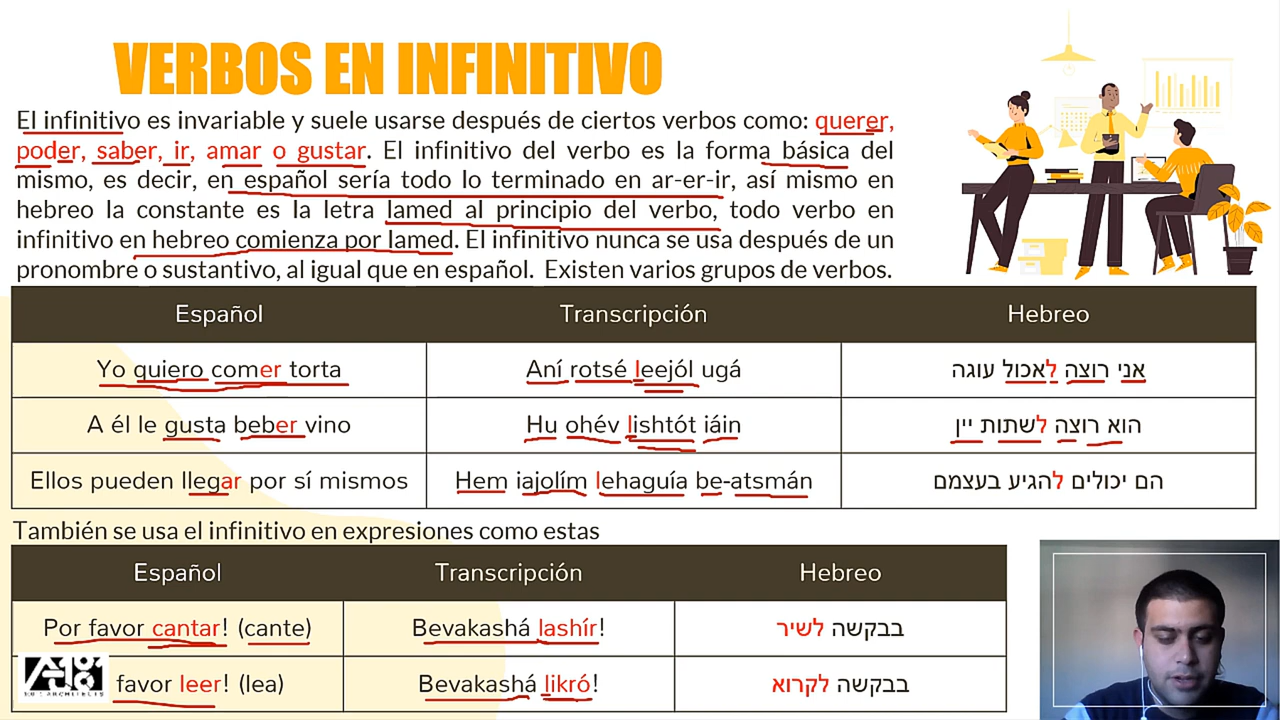 VERBOS EN INFINITIVO
El infinitivo es invariable y suele usarse después de ciertos verbos como: querer,
poder, saber, ir, amar o gustar. El infinitivo del verbo es la forma básica del
mismo, es decir, en español sería todo lo terminado en ar-er-ir, así mismo en
hebreo la constante es la letra lamed al principio del verbo, todo verbo en
infinitivo en hebreo comienza por lamed. El infinitivo nunca se usa después de un
pronombre o sustantivo, al igual que en español. Existen varios grupos de verbos.
Español Transcripción Hebreo
Yo quiero comer torta Aní rotsé leejól ugá אני רוצה לאכול עוגה
A él le gusta beber vino Hu ohév lishtót iáin הוא רוצה לשתות יין
Ellos pueden llegar por sí mismos Hem iajolím lehaguía be-atsmán הם יכולים להגיע בעצמם
También se usa el infinitivo en expresiones como estas
Español Transcripción Hebreo
Por favor cantar! (cante) Bevakashá lashír! בבקשה לשיר
favor leer! (lea) Bevakashá likró! בבקשה לקרוא